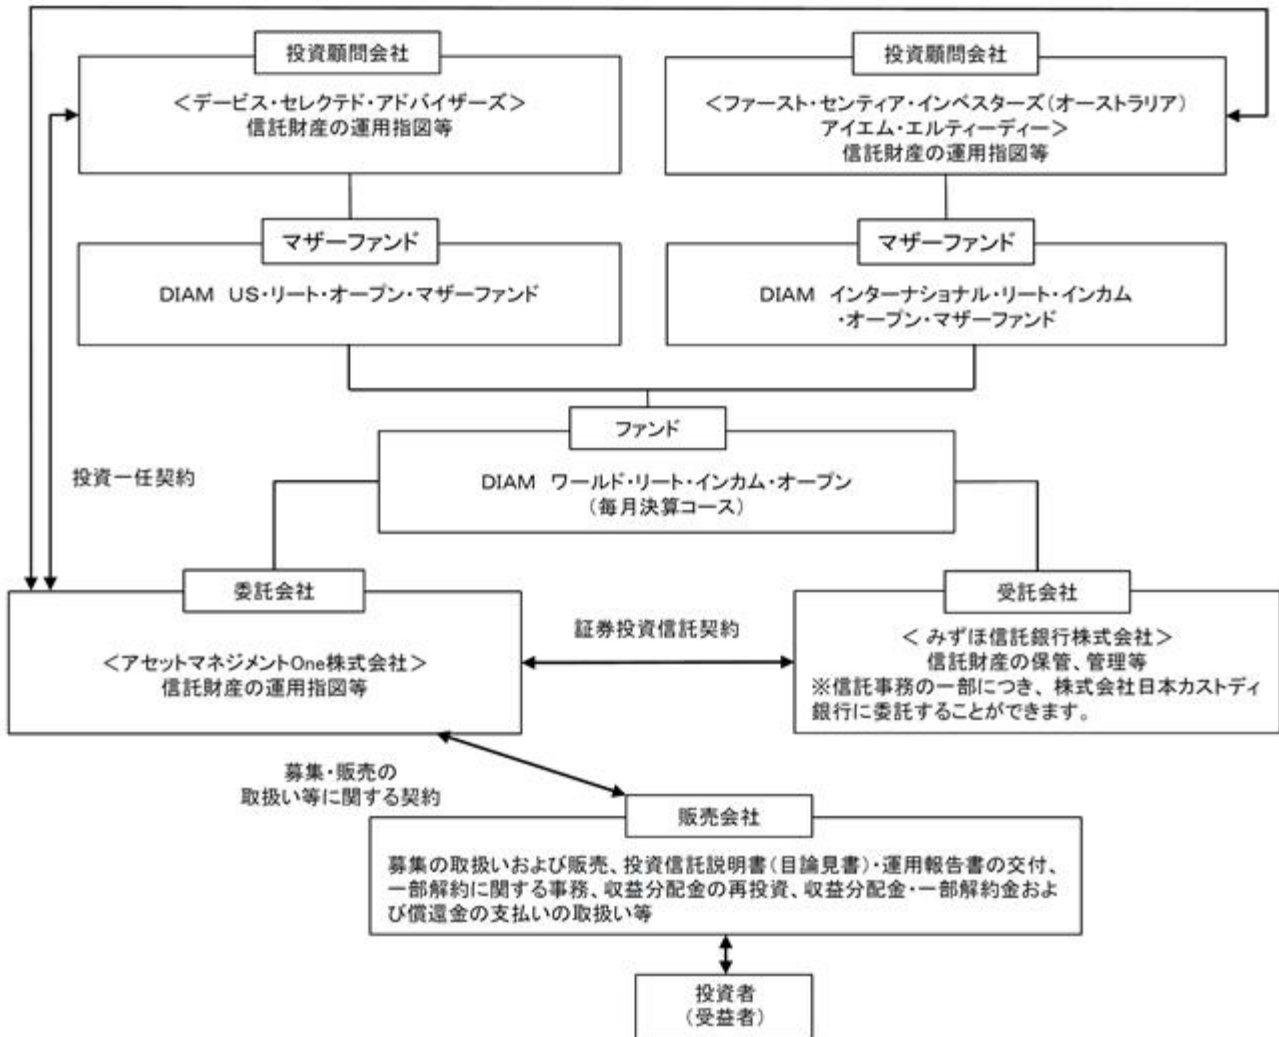 投資顧問会社
＜デービス・セレクテド・アドバイザーズ＞
信託財産の運用指図等
投資顧問会社
＜ファースト・センティア・インベスターズ（オーストラリア）
アイエム・エルティーディー＞
信託財産の運用指図等
マザーファンド
DIAM US・リート・オープン・マザーファンド
マザーファンド
DIAM インターナショナル・リート・インカム
・オープン・マザーファンド
ファンド
DIAM ワールド・リート・インカム・オープン
（毎月決算コース）
投資一任契約
委託会社
＜アセットマネジメントOne株式会社＞
信託財産の運用指図等
証券投資信託契約
受託会社
＜ みずほ信託銀行株式会社＞
信託財産の保管、管理等
※信託事務の一部につき、株式会社日本カストディ
銀行に委託することができます。
募集・販売の
取扱い等に関する契約
販売会社
募集の取扱いおよび販売、投資信託説明書（目論見書）・運用報告書の交付、
一部解約に関する事務、収益分配金の再投資、収益分配金・一部解約金およ
び償還金の支払いの取扱い等
投資者
（受益者）